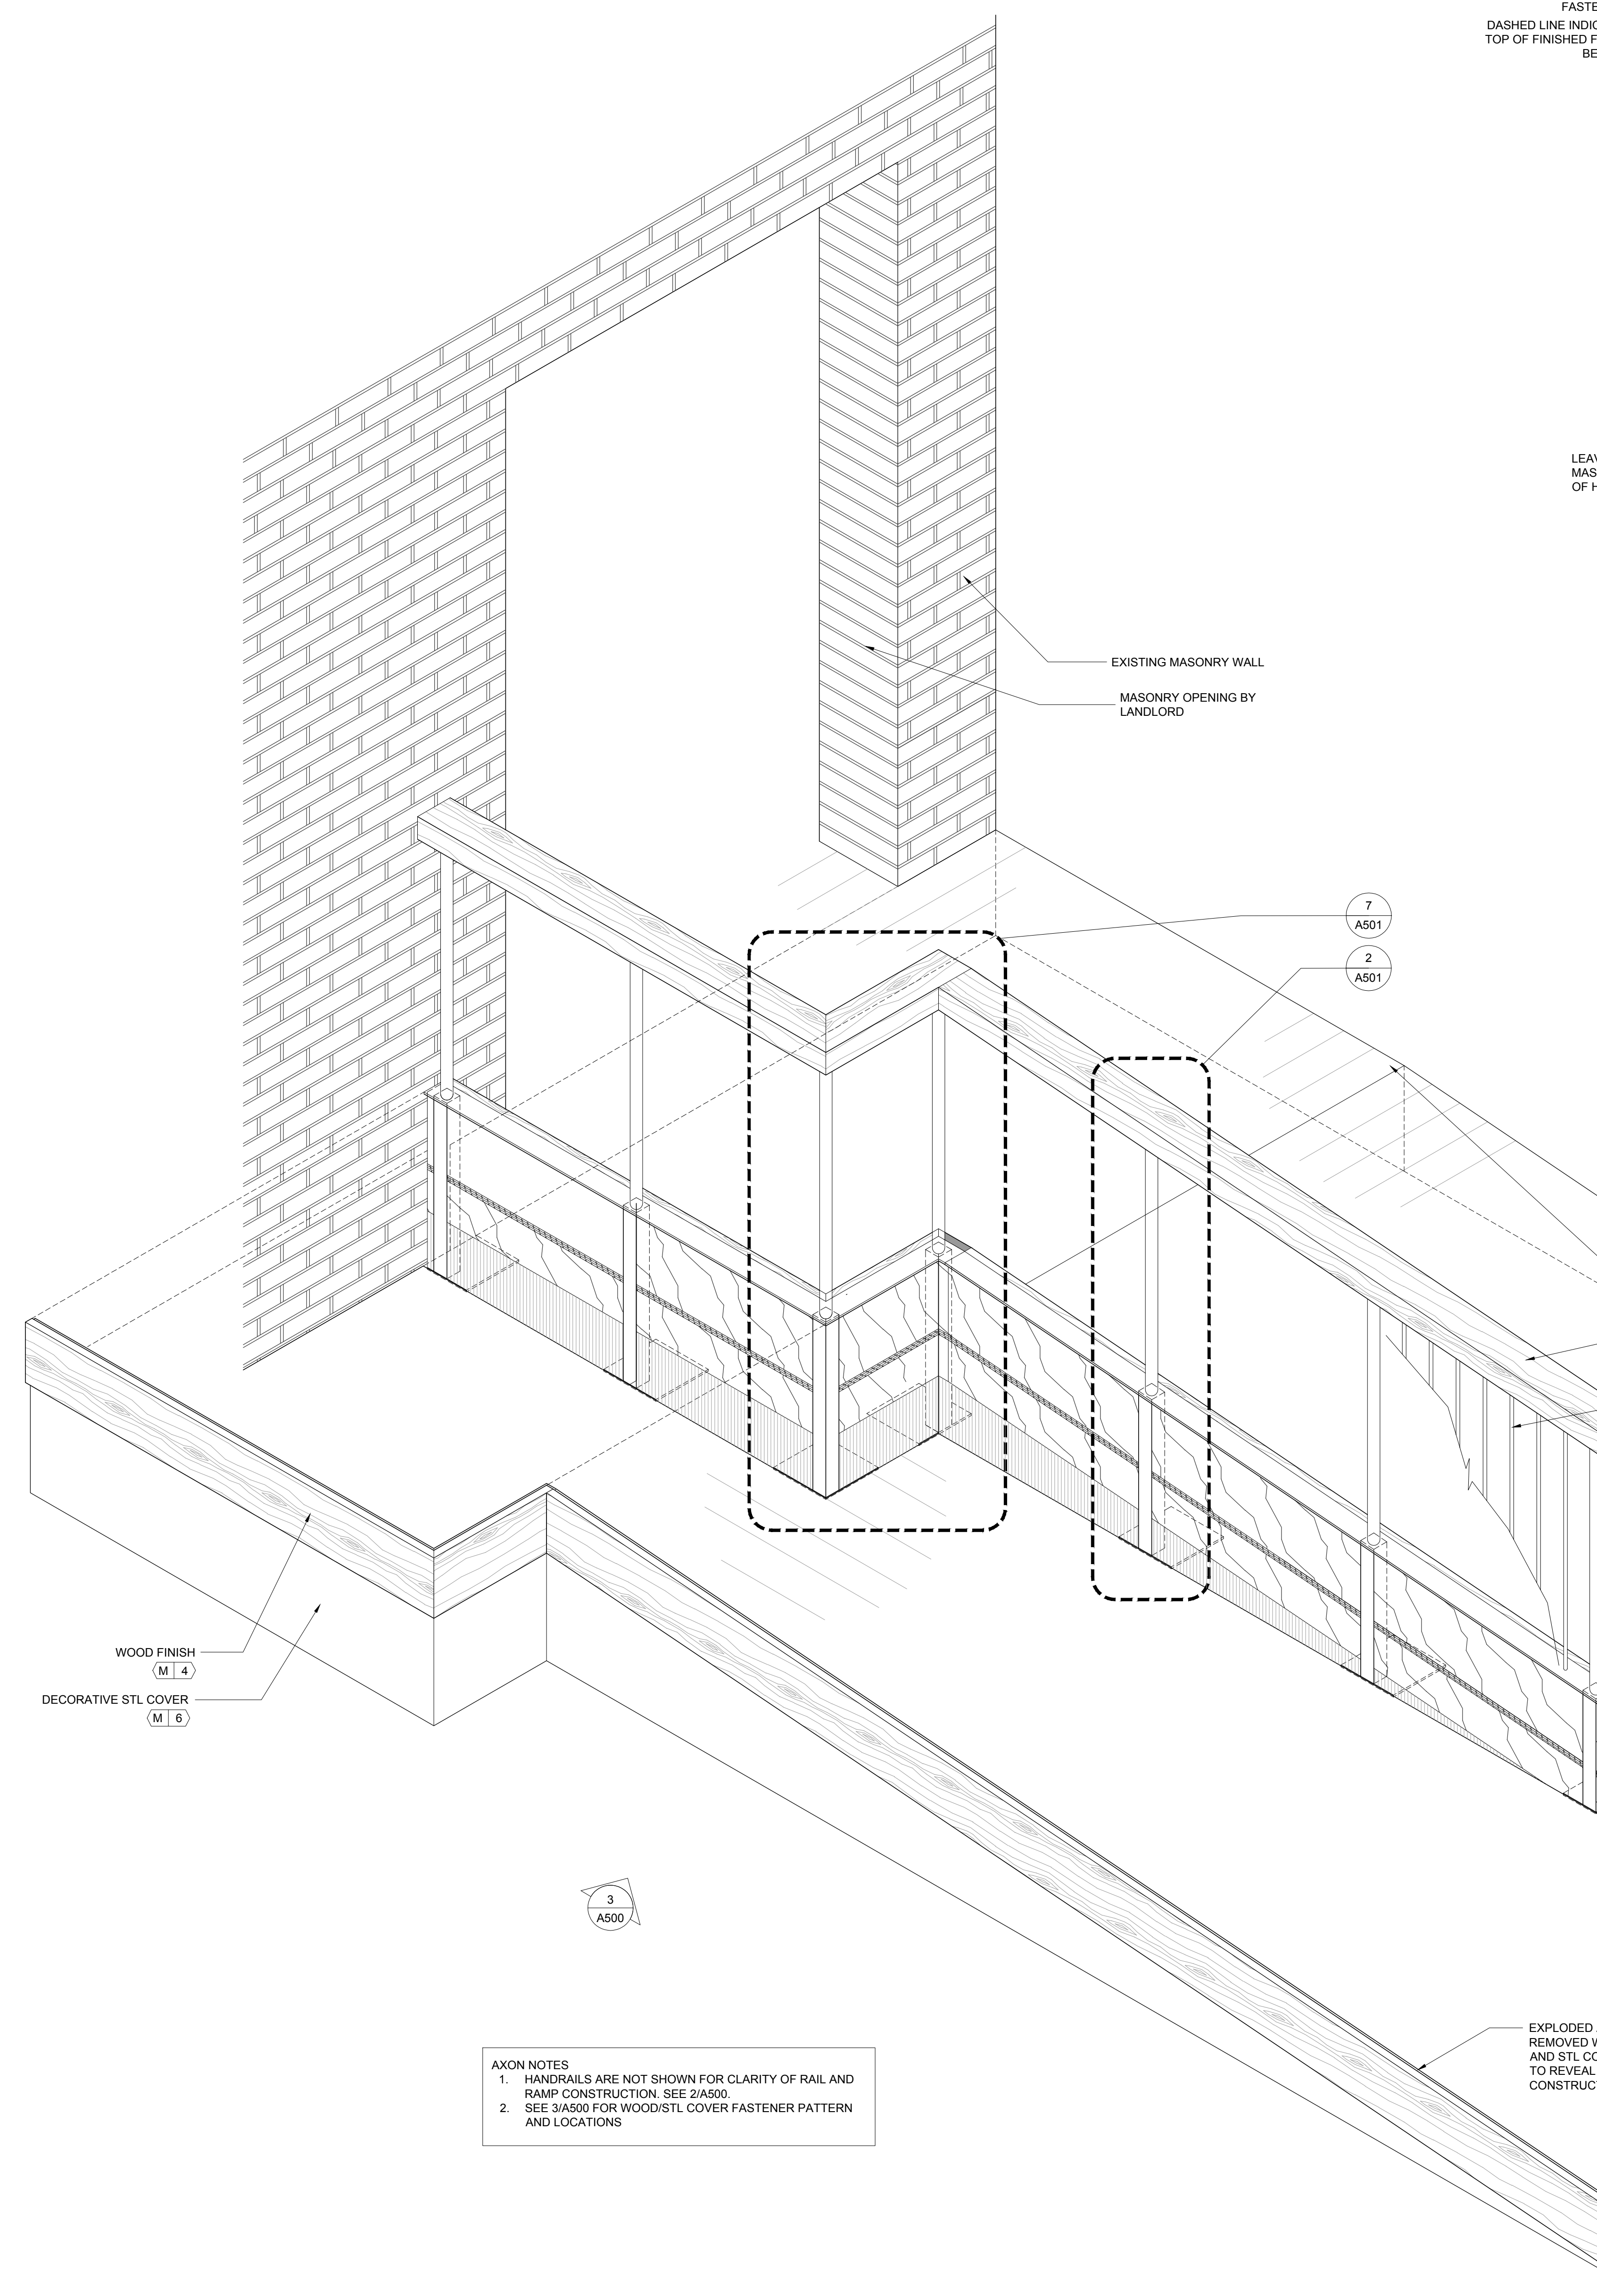 FASTE
DASHED LINE INDIC
TOP OF FINISHED F
BE
LEAV
MAS
OF H
EXISTING MASONRY WALL
MASONRY OPENING BY
LANDLORD
7
A501
2
A501
WOOD FINISH
M 4
DECORATIVE STL COVER
M 6
3
A500
AXON NOTES
1. HANDRAILS ARE NOT SHOWN FOR CLARITY OF RAIL AND
RAMP CONSTRUCTION. SEE 2/A500.
2. SEE 3/A500 FOR WOOD/STL COVER FASTENER PATTERN
AND LOCATIONS
EXPLODED
REMOVED W
AND STL CO
TO REVEAL
CONSTRUC